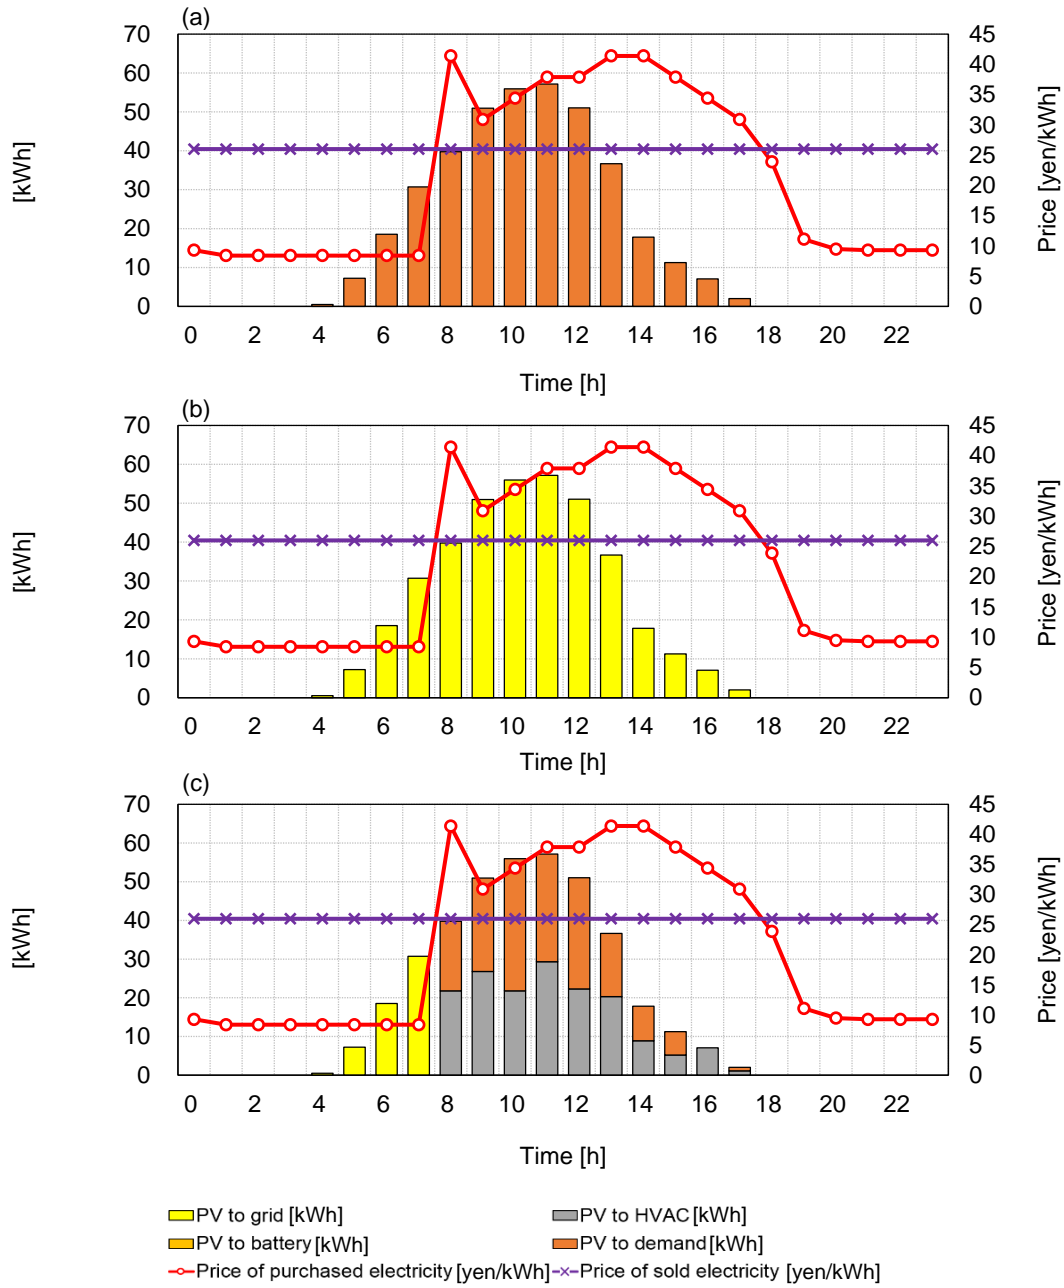 (a)
70 45
60 40
50 35
40 30
30 25
20 20
10 15
0 10
5
0
[kWh]
Price [yen/kWh]
0 2 4 6 8 10 12 14 16 18 20 22
Time [h]
(b)
70 45
60 40
50 35
40 30
30 25
20 20
10 15
0 10
5
0
[kWh]
Price [yen/kWh]
0 2 4 6 8 10 12 14 16 18 20 22
Time [h]
(c)
70 45
60 40
50 35
40 30
30 25
20 20
10 15
0 10
5
0
[kWh]
Price [yen/kWh]
0 2 4 6 8 10 12 14 16 18 20 22
Time [h]
PV to grid [kWh] PV to HVAC [kWh]
PV to battery [kWh] PV to demand [kWh]
Price of purchased electricity [yen/kWh] Price of sold electricity [yen/kWh]